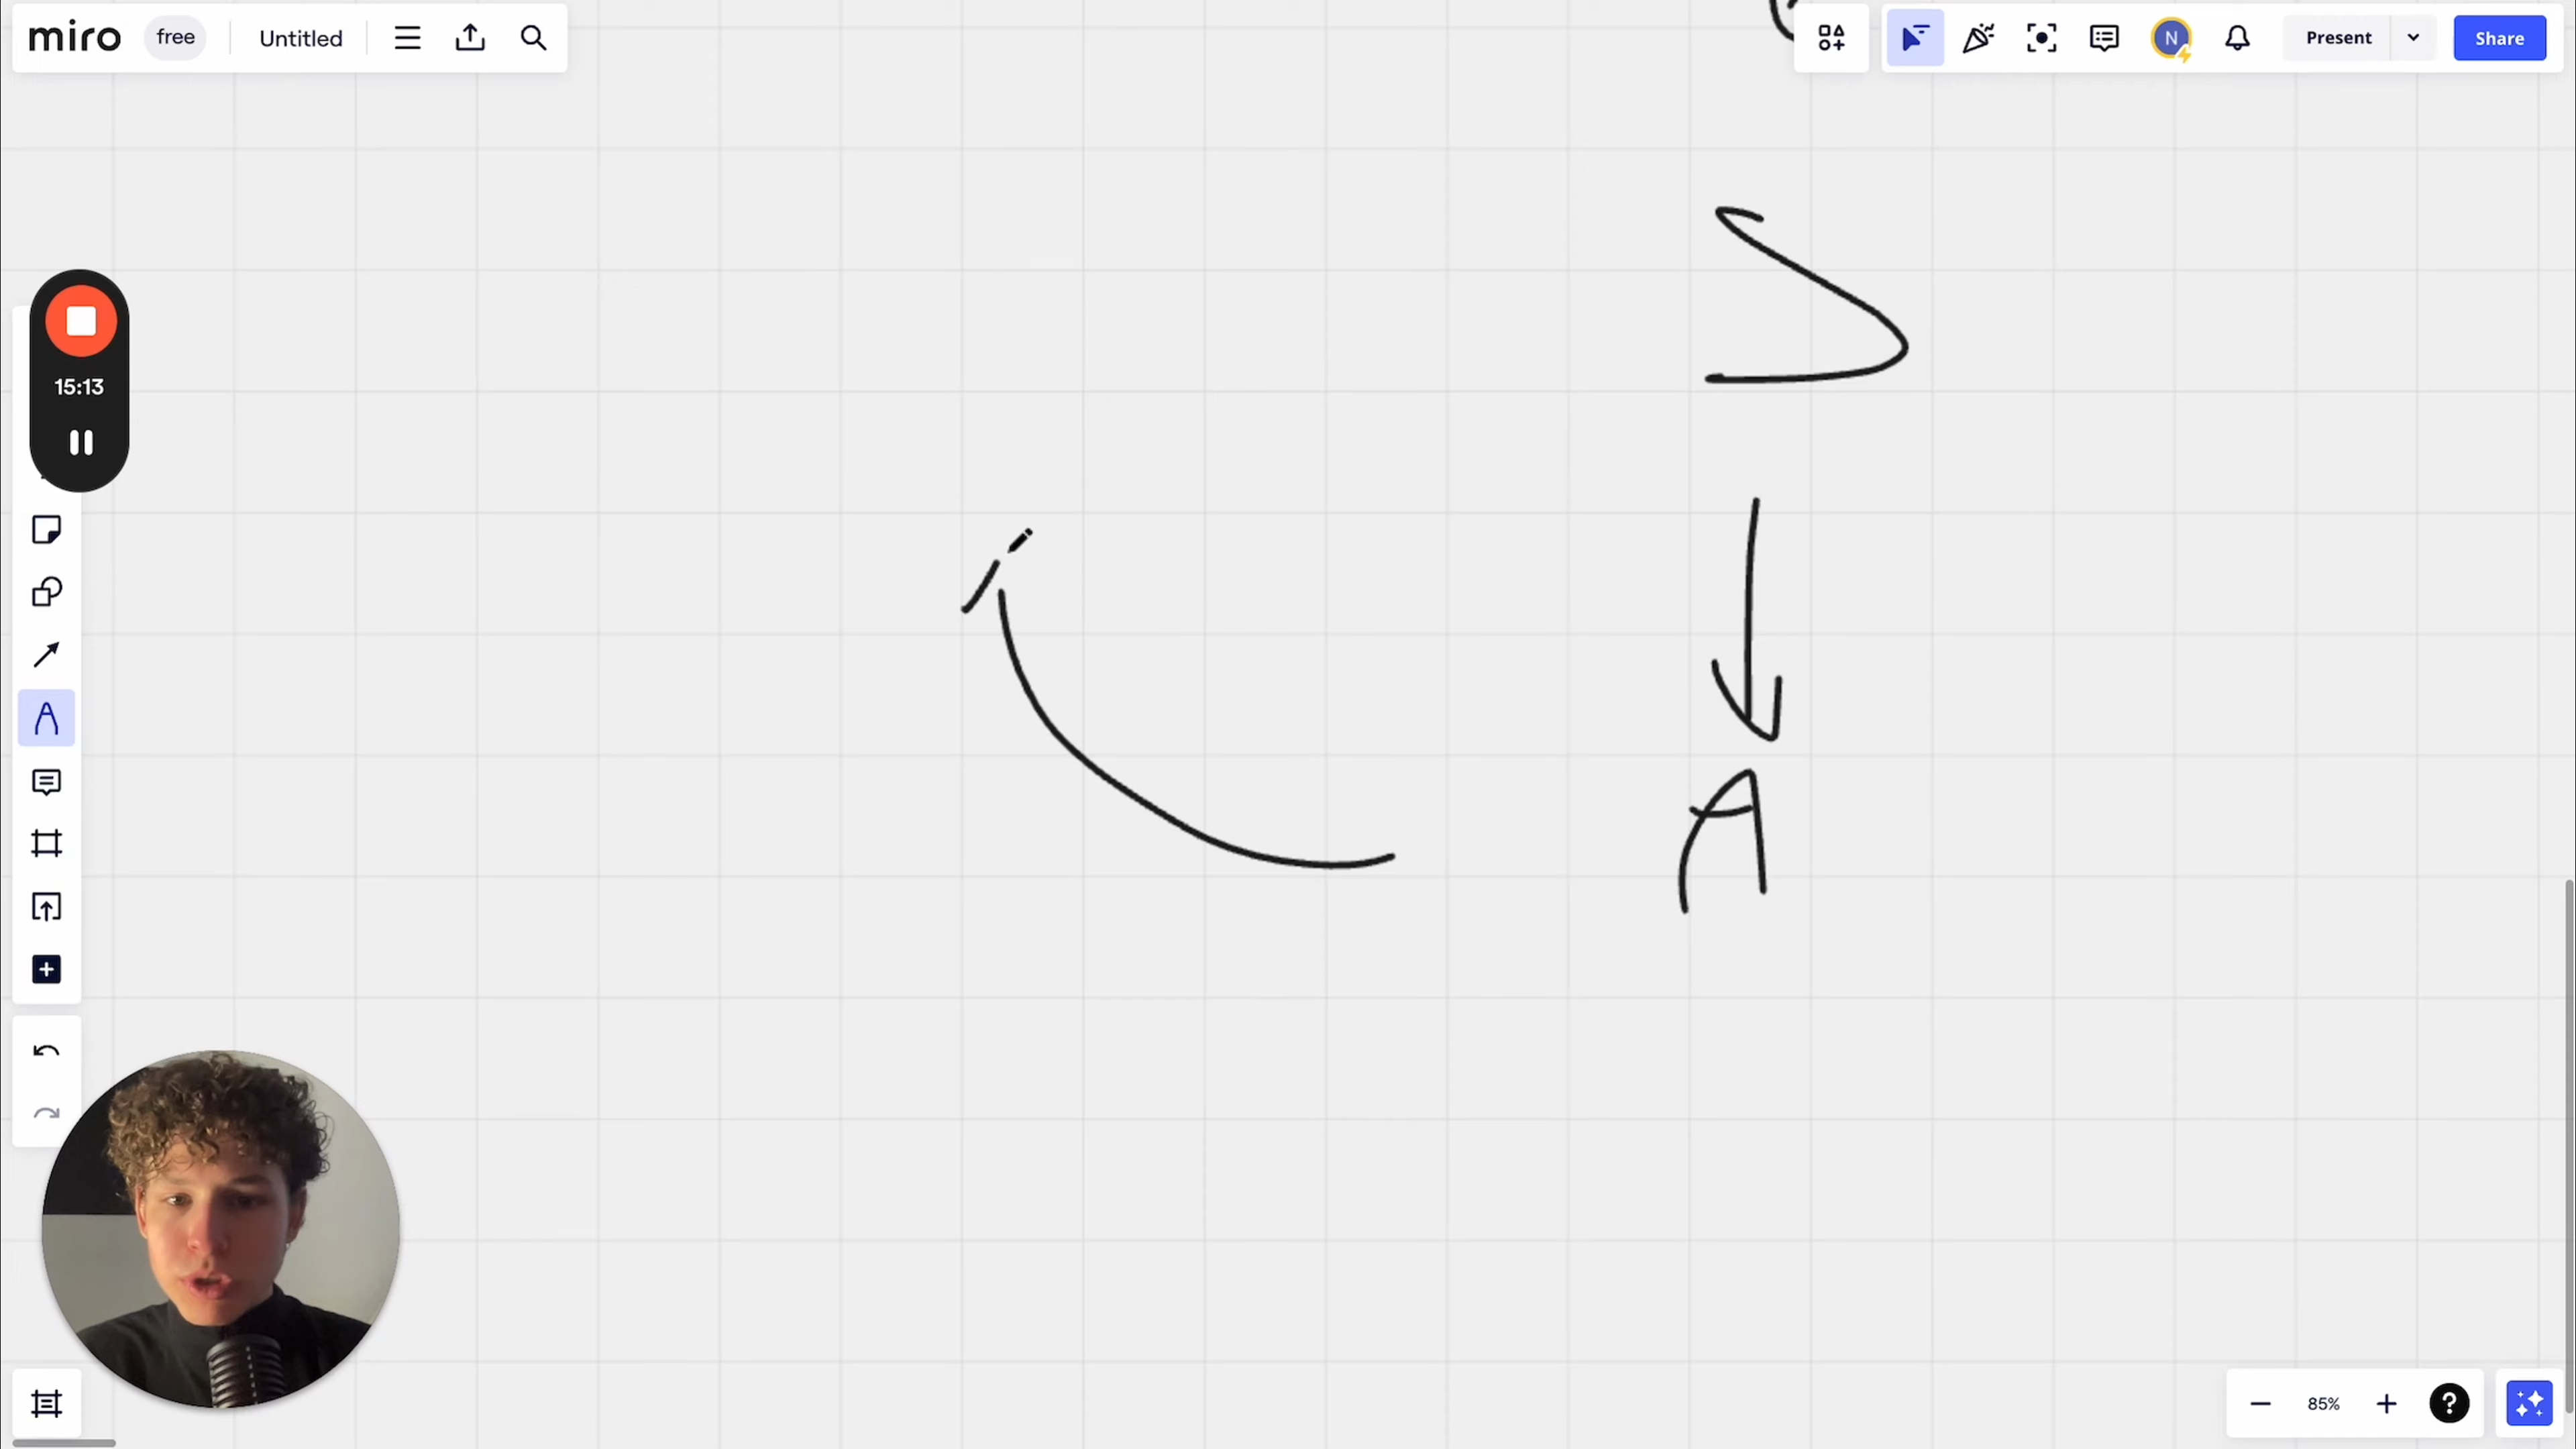 miro free Untitled
Present Share
15:13
S
A
N
85%
?